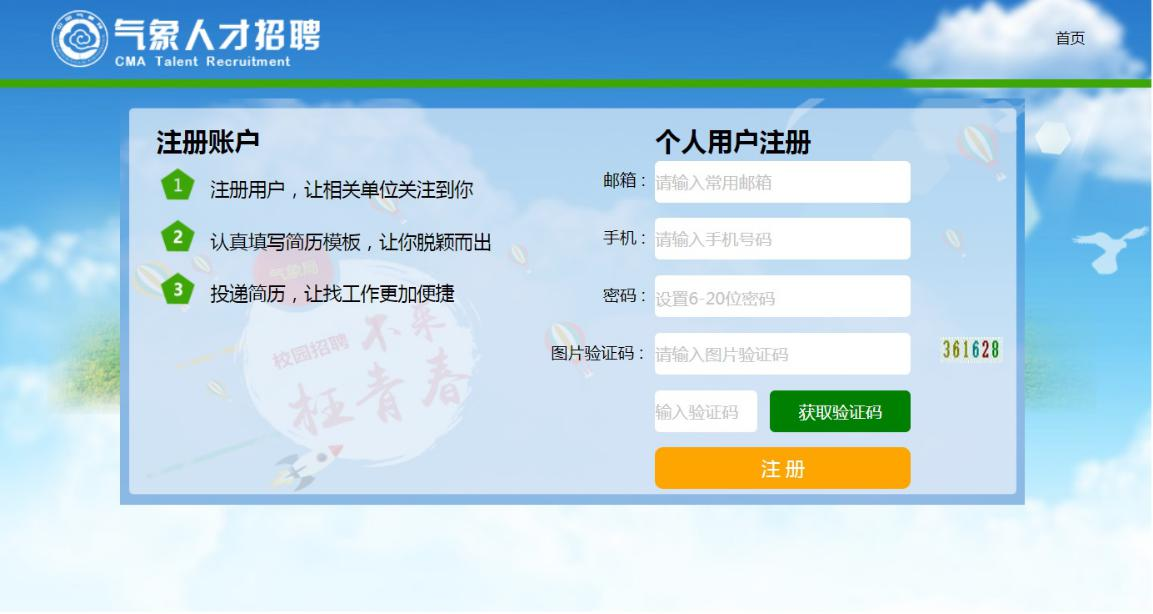 气象人才招聘
CMA Talent Recruitment
首页
注册账户
1 注册用户，让相关单位关注到你
2 认真填写简历模板，让你脱颖而出
3 投递简历，让找工作更加便捷
气象局
校园招聘 不来
枉青春
个人用户注册
邮箱： 请输入常用邮箱
手机： 请输入手机号码
密码： 设置6-20位密码
图片验证码： 请输入图片验证码 361628
输入验证码 获取验证码
注 册